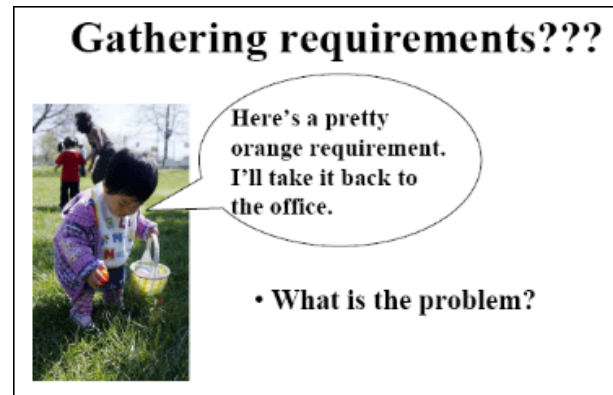 Gathering requirements???
Here's a pretty
orange requirement.
I'll take it back to
the office.
• What is the problem?